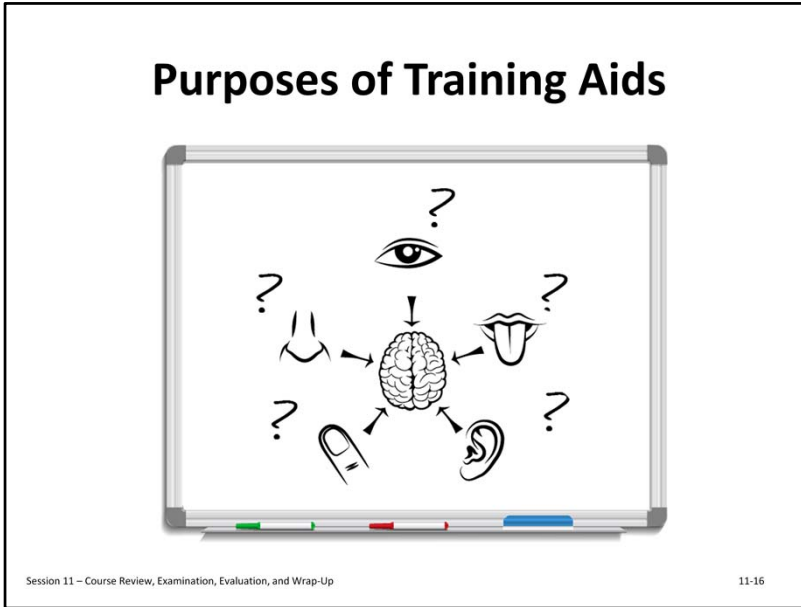 Purposes of Training Aids
?
? ?
? ?
Session 11 – Course Review, Examination, Evaluation, and Wrap-Up 11-16